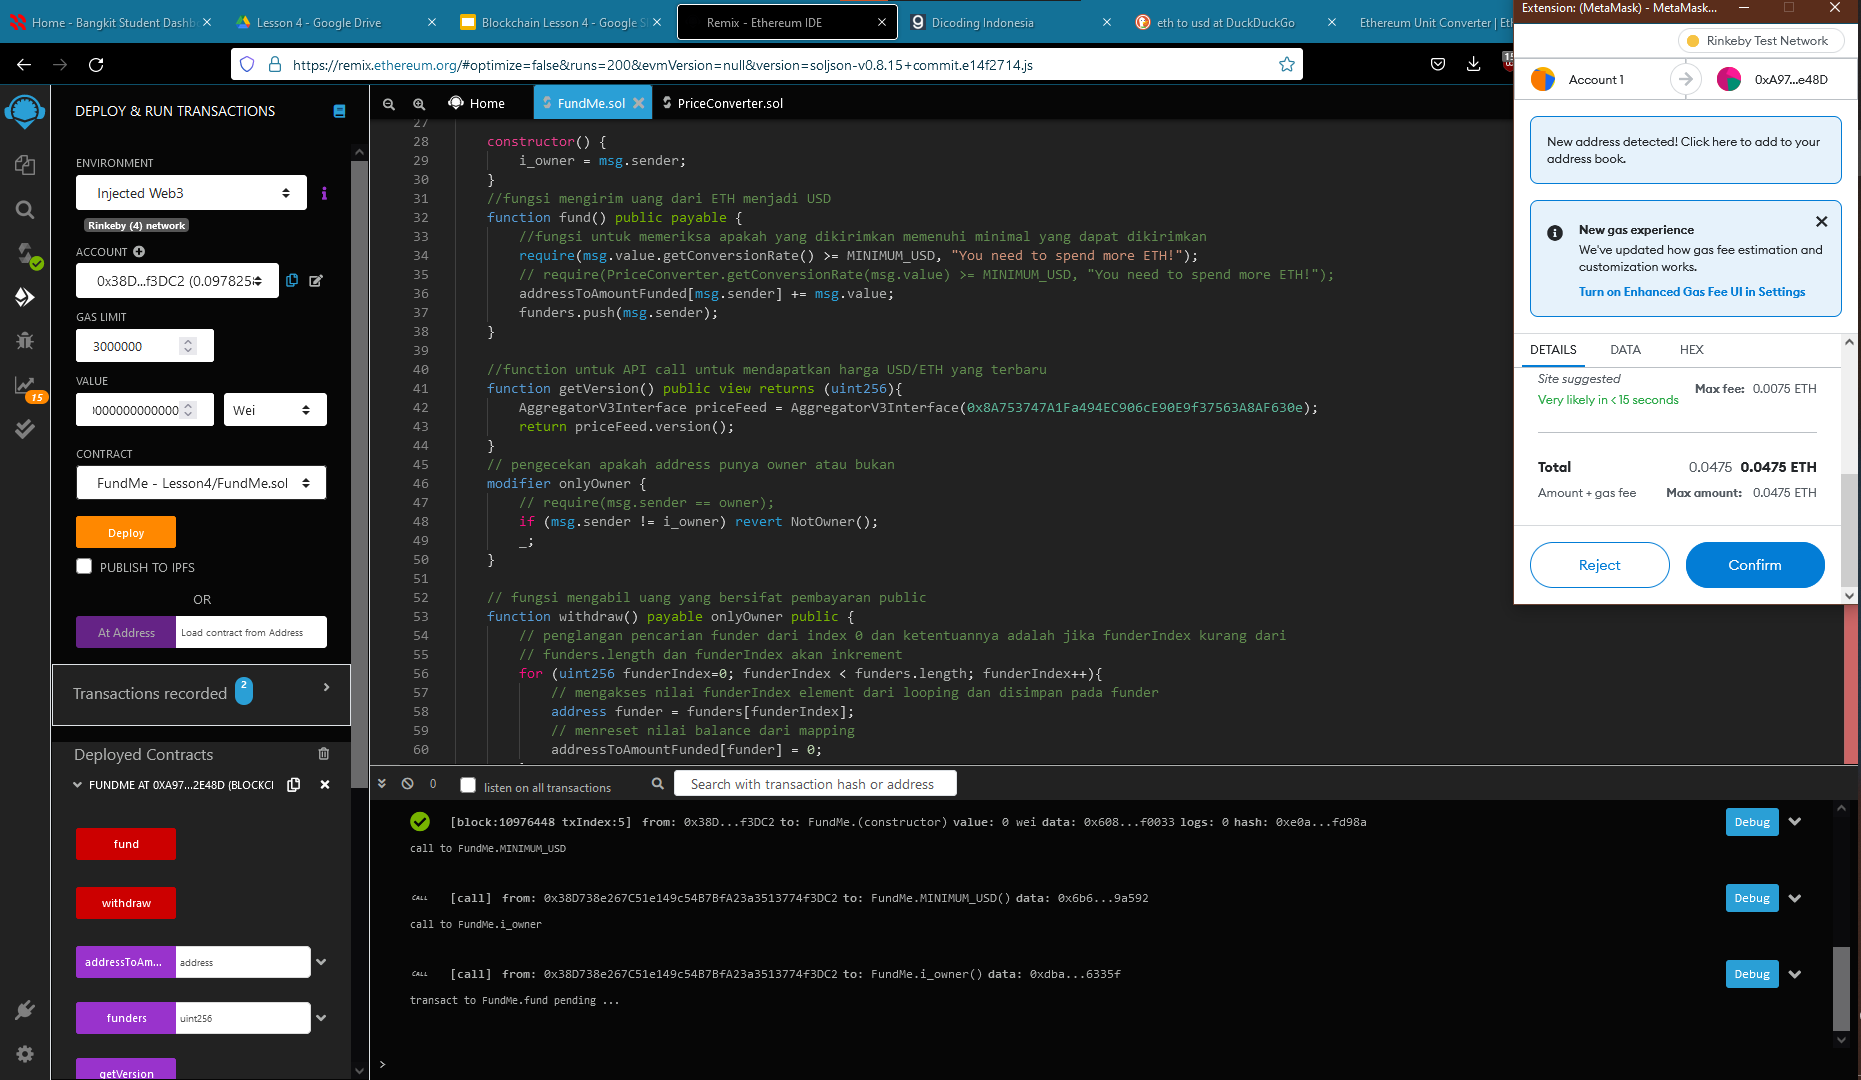 Home - Bangkit Student Dashb
Lesson 4 - Google Drive
Blockchain Lesson 4 - Google Sl
Remix - Ethereum IDE
Dicoding Indonesia
eth to usd at DuckDuckGo
Ethereum Unit Converter | Eth
https://remix.ethereum.org/#optimize=false&runs=200&evmVersion=null&version=soljson-v0.8.15+commit.e14f2714.js
DEPLOY & RUN TRANSACTIONS
ENVIRONMENT
Injected Web3
Rinkeby (4) network
ACCOUNT
0x38D...f3DC2 (0.097825
GAS LIMIT
3000000
VALUE
000000000000
Wei
CONTRACT
FundMe - Lesson4/FundMe.sol
Deploy
PUBLISH TO IPFS
OR
At Address
Load contract from Address
Transactions recorded 2
Deployed Contracts
FUNDME AT 0XA97...2E48D (BLOCKCI
fund
withdraw
addressToAm...
address
funders
uint256
getVersion
15
Home
FundMe.sol
PriceConverter.sol
27
28 constructor() {
29 i_owner = msg.sender;
30 }
31 //fungsi mengirim uang dari ETH menjadi USD
32 function fund() public payable {
33 //fungsi untuk memeriksa apakah yang dikirimkan memenuhi minimal yang dapat dikirimkan
34 require(msg.value.getConversionRate() >= MINIMUM_USD, "You need to spend more ETH!");
35 // require(PriceConverter.getConversionRate(msg.value) >= MINIMUM_USD, "You need to spend more ETH!");
36 addressToAmountFunded[msg.sender] += msg.value;
37 funders.push(msg.sender);
38 }
39
40 //function untuk API call untuk mendapatkan harga USD/ETH yang terbaru
41 function getVersion() public view returns (uint256){
42 AggregatorV3Interface priceFeed = AggregatorV3Interface(0x8A753747A1Fa494EC906cE90E9f37563A8AF630e);
43 return priceFeed.version();
44 }
45 // pengecekan apakah address punya owner atau bukan
46 modifier onlyOwner {
47 // require(msg.sender == owner);
48 if (msg.sender != i_owner) revert NotOwner();
49 _;
50 }
51
52 // fungsi mengabil uang yang bersifat pembayaran public
53 function withdraw() payable onlyOwner public {
54 // penglangan pencarian funder dari index 0 dan ketentuannya adalah jika funderIndex kurang dari
55 // funders.length dan funderIndex akan inkrement
56 for (uint256 funderIndex=0; funderIndex < funders.length; funderIndex++){
57 // mengakses nilai funderIndex element dari looping dan disimpan pada funder
58 address funder = funders[funderIndex];
59 // menreset nilai balance dari mapping
60 addressToAmountFunded[funder] = 0;
0
listen on all transactions
Search with transaction hash or address
[block:10976448 txIndex:5] from: 0x38D...f3DC2 to: FundMe.(constructor) value: 0 wei data: 0x608...f0033 logs: 0 hash: 0xe0a...fd98a
Debug
call to FundMe.MINIMUM_USD
CALL [call] from: 0x38D738e267C51e149c54B7BfA23a3513774f3DC2 to: FundMe.MINIMUM_USD() data: 0x6b6...9a592
Debug
call to FundMe.i_owner
CALL [call] from: 0x38D738e267C51e149c54B7BfA23a3513774f3DC2 to: FundMe.i_owner() data: 0xdba...6335f
Debug
transact to FundMe.fund pending ...
>
Extension: (MetaMask) - MetaMask...
Rinkeby Test Network
Account 1
0xA97...e48D
New address detected! Click here to add to your
address book.
New gas experience
We've updated how gas fee estimation and
customization works.
Turn on Enhanced Gas Fee UI in Settings
DETAILS
DATA
HEX
Site suggested
Max fee: 0.0075 ETH
Very likely in < 15 seconds
Total 0.0475 0.0475 ETH
Amount + gas fee Max amount: 0.0475 ETH
Reject
Confirm